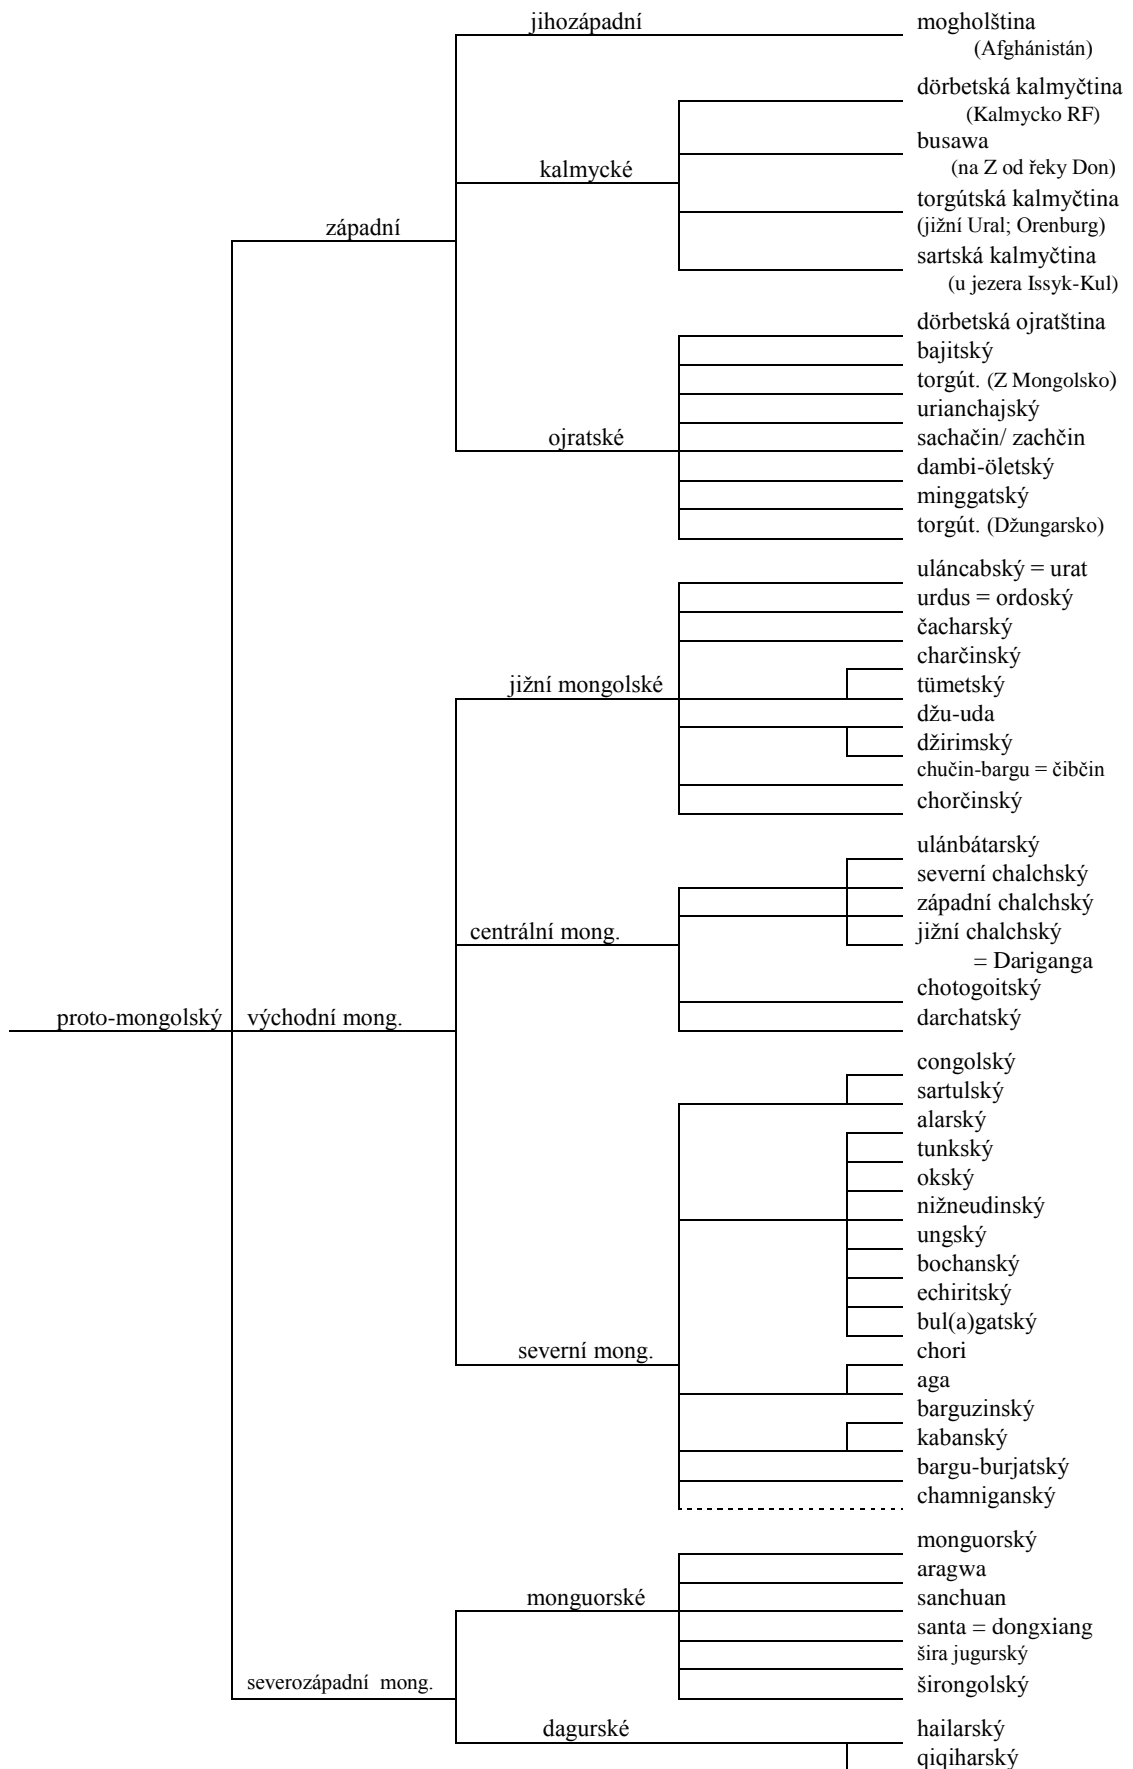 jihozápadní
mogholština
(Afghánistán)
dörbetská kalmyčtina
(Kalmycko RF)
busawa
kalmycké
(na Z od řeky Don)
torgútská kalmyčtina
západní
(jižní Ural; Orenburg)
sartská kalmyčtina
(u jezera Issyk-Kul)
dörbetská ojratština
bajitský
torgút. (Z Mongolsko)
urianchajský
ojratské
sachačin/ zachčin
dambi-öletský
minggatský
torgút. (Džungarsko)
uláncabský = urat
urdus = ordoský
čacharský
charčinský
jižní mongolské
tümetský
džu-uda
džirimský
chučin-bargu = čibčin
chorčinský
ulánbátarský
severní chalchský
západní chalchský
centrální mong.
jižní chalchský
= Dariganga
chotogoitský
proto-mongolský
východní mong.
darchatský
congolský
sartulský
alarský
tunkský
okský
nižneudinský
ungský
bochanský
echiritský
bul(a)gatský
severní mong.
chori
aga
barguzinský
kabanský
bargu-burjatský
chamniganský
monguorský
aragwa
monguorské
sanchuan
santa = dongxiang
šira jugurský
severozápadní mong.
širongolský
dagurské
hailarský
qiqiharský